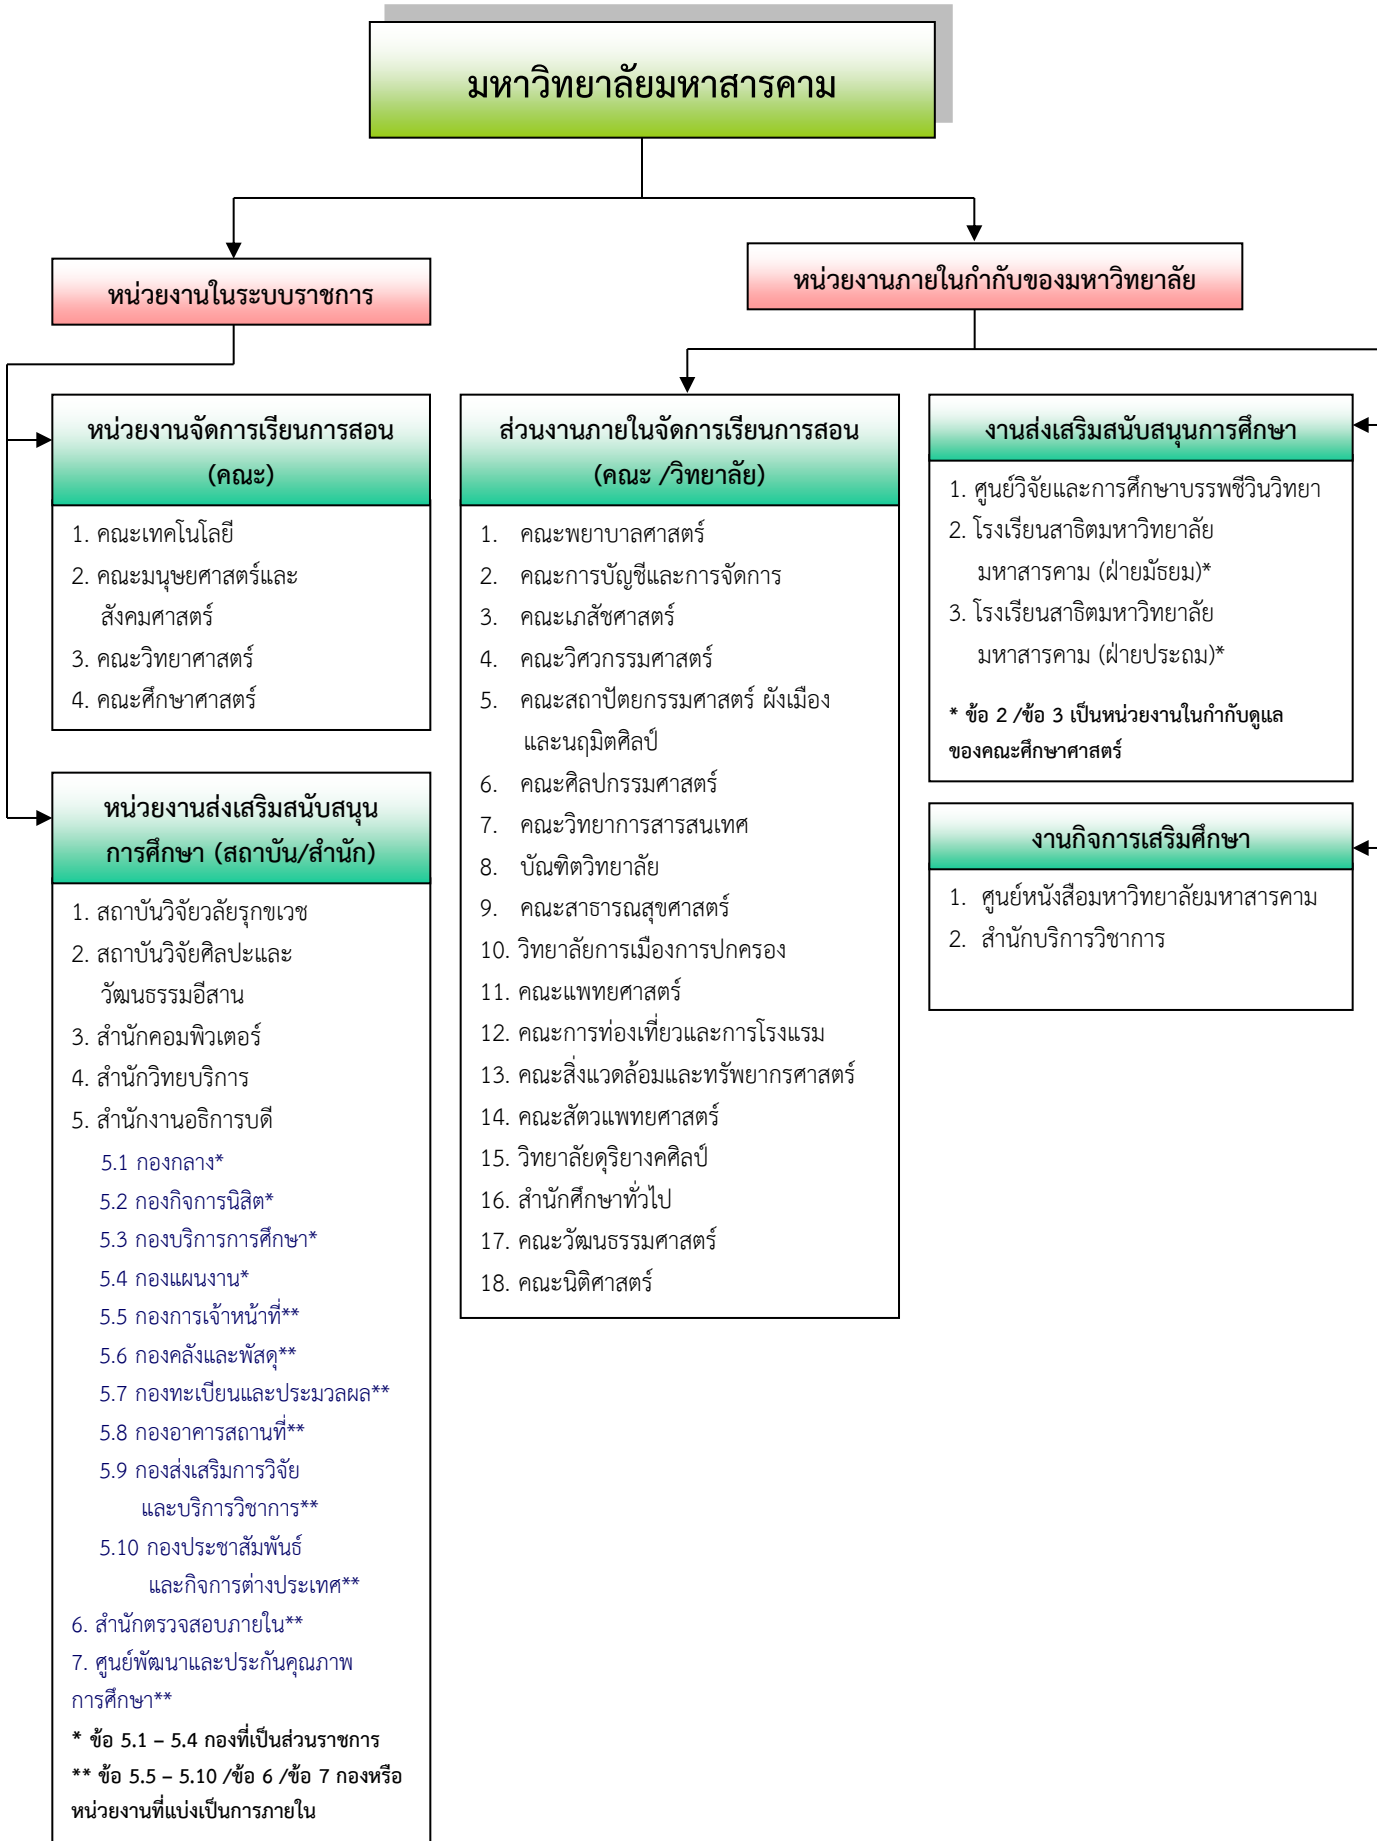 มหาวิทยาลัยมหาสารคาม
หน่วยงานในระบบราชการ
หน่วยงานภายในกำกับของมหาวิทยาลัย
หน่วยงานจัดการเรียนการสอน
(คณะ)
1. คณะเทคโนโลยี
2. คณะมนุษยศาสตร์และ
สังคมศาสตร์
3. คณะวิทยาศาสตร์
4. คณะศึกษาศาสตร์
หน่วยงานส่งเสริมสนับสนุน
การศึกษา (สถาบัน/สำนัก)
1. สถาบันวิจัยวลัยรุกขเวช
2. สถาบันวิจัยศิลปะและ
วัฒนธรรมอีสาน
3. สำนักคอมพิวเตอร์
4. สำนักวิทยบริการ
5. สำนักงานอธิการบดี
5.1 กองกลาง*
5.2 กองกิจการนิสิต*
5.3 กองบริการการศึกษา*
5.4 กองแผนงาน*
5.5 กองการเจ้าหน้าที่**
5.6 กองคลังและพัสดุ**
5.7 กองทะเบียนและประมวลผล**
5.8 กองอาคารสถานที่**
5.9 กองส่งเสริมการวิจัย
และบริการวิชาการ**
5.10 กองประชาสัมพันธ์
และกิจการต่างประเทศ**
6. สำนักตรวจสอบภายใน**
7. ศูนย์พัฒนาและประกันคุณภาพ
การศึกษา**
* ข้อ 5.1 – 5.4 กองที่เป็นส่วนราชการ
** ข้อ 5.5 – 5.10 /ข้อ 6 /ข้อ 7 กองหรือ
หน่วยงานที่แบ่งเป็นการภายใน
ส่วนงานภายในจัดการเรียนการสอน
(คณะ /วิทยาลัย)
1. คณะพยาบาลศาสตร์
2. คณะการบัญชีและการจัดการ
3. คณะเภสัชศาสตร์
4. คณะวิศวกรรมศาสตร์
5. คณะสถาปัตยกรรมศาสตร์ ผังเมือง
และนฤมิตศิลป์
6. คณะศิลปกรรมศาสตร์
7. คณะวิทยาการสารสนเทศ
8. บัณฑิตวิทยาลัย
9. คณะสาธารณสุขศาสตร์
10. วิทยาลัยการเมืองการปกครอง
11. คณะแพทยศาสตร์
12. คณะการท่องเที่ยวและการโรงแรม
13. คณะสิ่งแวดล้อมและทรัพยากรศาสตร์
14. คณะสัตวแพทยศาสตร์
15. วิทยาลัยดุริยางคศิลป์
16. สำนักศึกษาทั่วไป
17. คณะวัฒนธรรมศาสตร์
18. คณะนิติศาสตร์
งานส่งเสริมสนับสนุนการศึกษา
1. ศูนย์วิจัยและการศึกษาบรรพชีวินวิทยา
2. โรงเรียนสาธิตมหาวิทยาลัย
มหาสารคาม (ฝ่ายมัธยม)*
3. โรงเรียนสาธิตมหาวิทยาลัย
มหาสารคาม (ฝ่ายประถม)*
* ข้อ 2 /ข้อ 3 เป็นหน่วยงานในกำกับดูแล
ของคณะศึกษาศาสตร์
งานกิจการเสริมศึกษา
1. ศูนย์หนังสือมหาวิทยาลัยมหาสารคาม
2. สำนักบริการวิชาการ